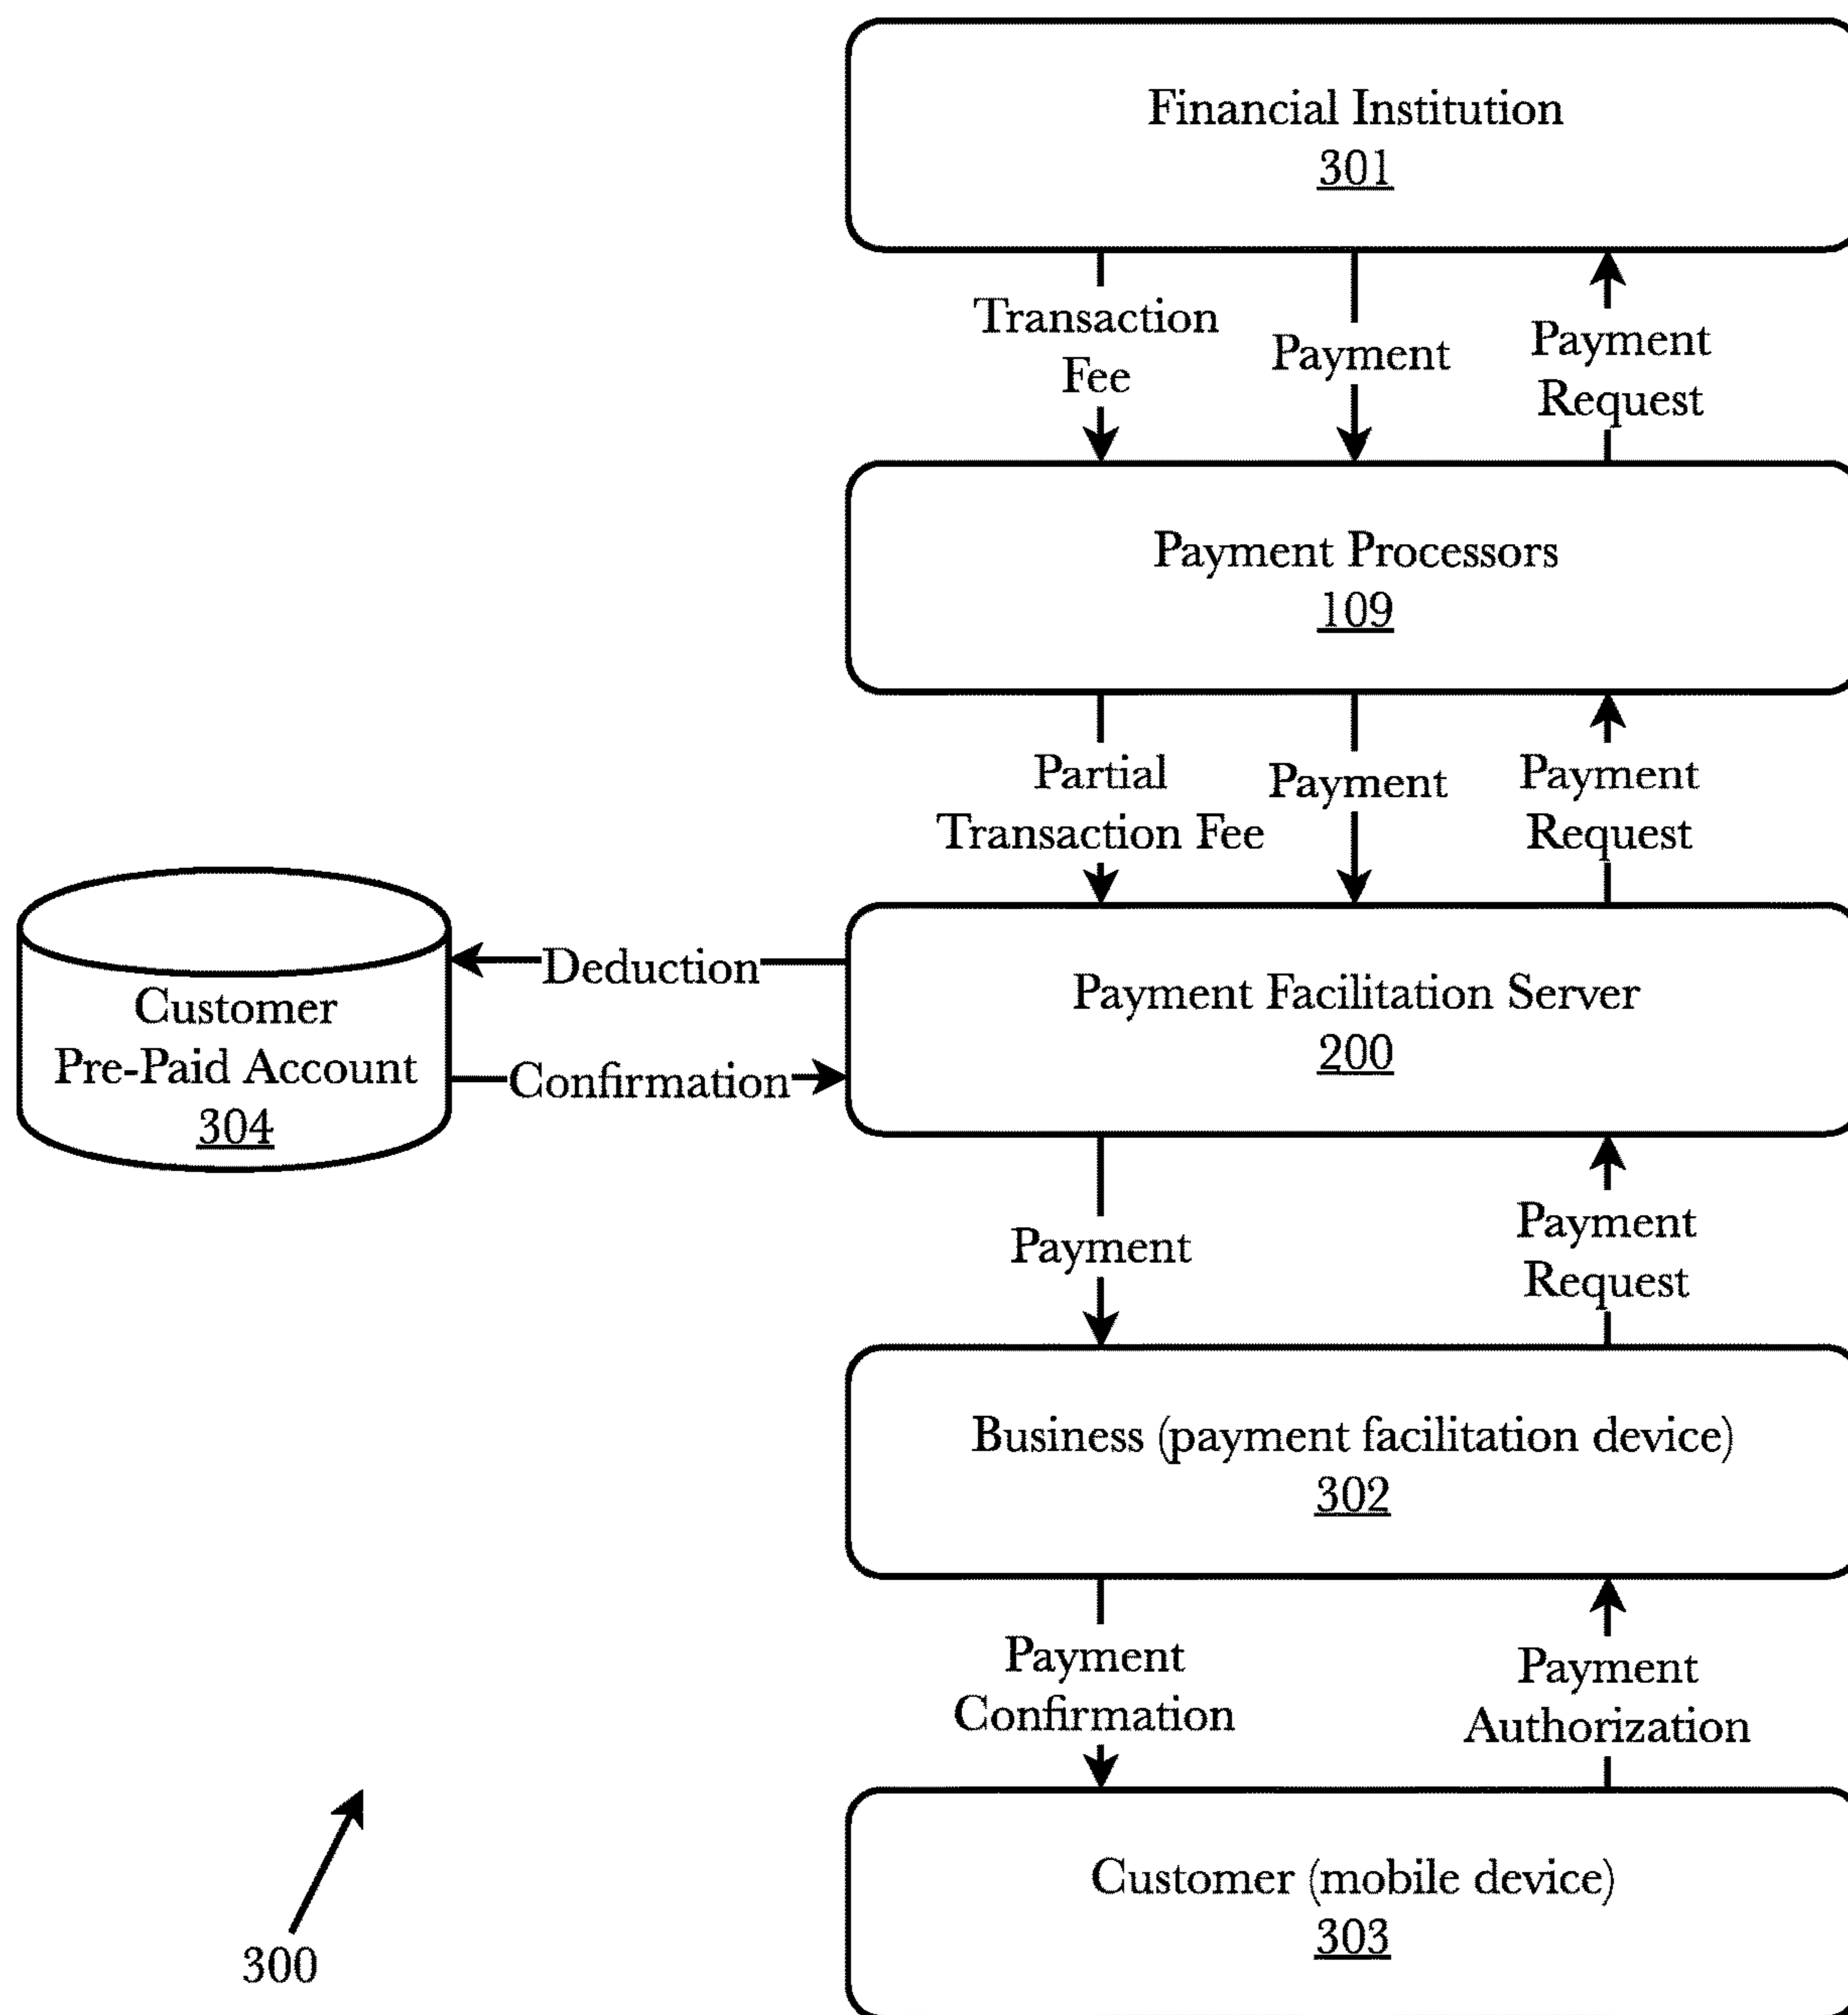 Financial Institution
301
Transaction
Fee
Payment
Payment
Request
Payment Processors
109
Partial
Transaction Fee
Payment
Payment
Request
Customer
Pre-Paid Account
304
Deduction
Confirmation
Payment Facilitation Server
200
Payment
Payment
Request
Business (payment facilitation device)
302
Payment
Confirmation
Payment
Authorization
Customer (mobile device)
303
300